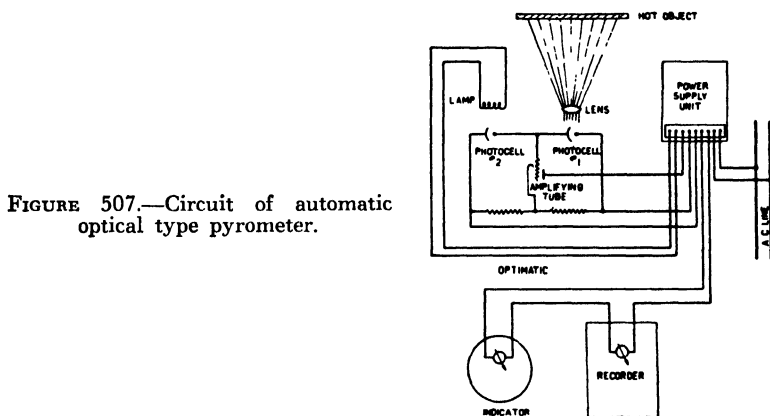 HOT OBJECT
LAMP
LENS
POWER
SUPPLY
UNIT
PHOTOCELL
#2
PHOTOCELL
#1
AMPLIFYING
TUBE
A C LINE
FIGURE 507.—Circuit of automatic
optical type pyrometer.
OPTIMATIC
RECORDER
INDICATOR